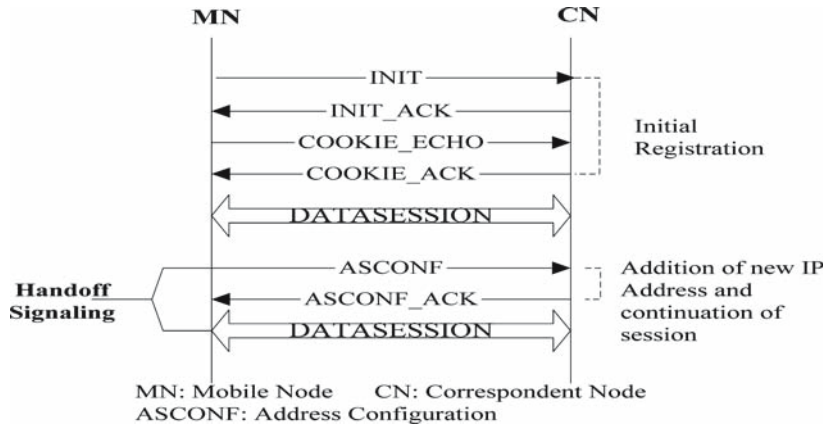 MN CN
INIT
INIT_ACK
COOKIE_ECHO
COOKIE_ACK
Initial
Registration
DATASESSION
ASCONF
ASCONF_ACK
DATASESSION
Handoff
Signaling
Addition of new IP
Address and
continuation of
session
MN: Mobile Node CN: Correspondent Node
ASCONF: Address Configuration